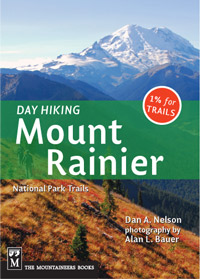 DAY HIKING
1% for
TRAILS
Mount
Rainier
National Park Trails
Dan A. Nelson
photography by
Alan L. Bauer
M
THE MOUNTAINEERS BOOKS